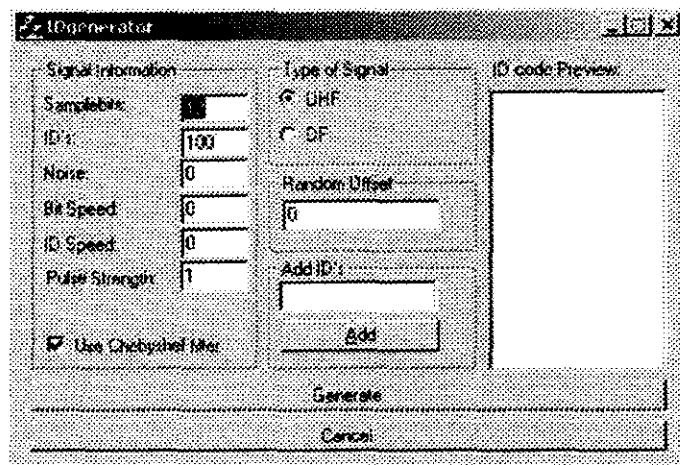 IDgenerator
Signal Information
Samplebits:
ID's: 100
Noise: 0
Bit Speed: 0
ID Speed: 0
Pulse Strength: 1
Use Chebyshef filter
Type of Signal
UHF
DF
Random Offset
0
Add ID's
Add
ID code Preview:
Generate
Cancel